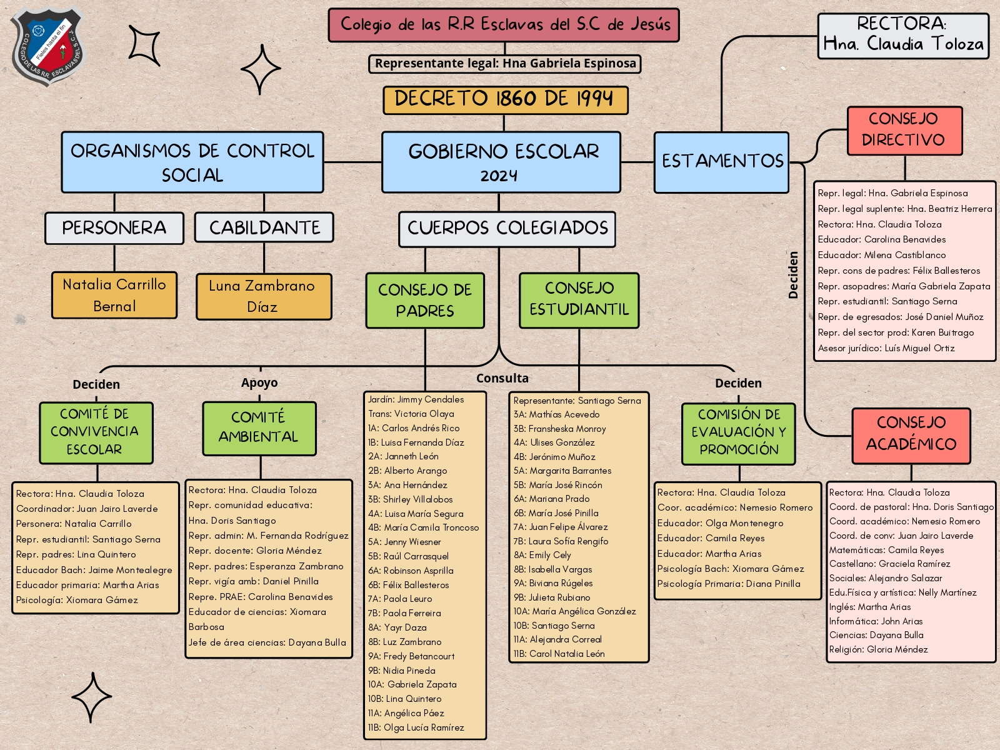 COLEGIO DE LAS R.R. ESCLAVAS DEL S.C.J.
Fieles hasta el fin
Colegio de las R.R Esclavas del S.C de Jesús
Representante legal: Hna Gabriela Espinosa
DECRETO 1860 DE 1994
RECTORA:
Hna. Claudia Toloza
ORGANISMOS DE CONTROL
SOCIAL
GOBIERNO ESCOLAR
2024
ESTAMENTOS
CONSEJO
DIRECTIVO
PERSONERA
CABILDANTE
CUERPOS COLEGIADOS
Natalia Carrillo
Bernal
Luna Zambrano
Díaz
CONSEJO DE
PADRES
CONSEJO
ESTUDIANTIL
Deciden
Repr. legal: Hna. Gabriela Espinosa
Repr. legal suplente: Hna. Beatriz Herrera
Rectora: Hna. Claudia Toloza
Educador: Carolina Benavides
Educador: Milena Castiblanco
Repr. cons de padres: Félix Ballesteros
Repr. asopadres: María Gabriela Zapata
Repr. estudiantil: Santiago Serna
Repr. de egresados: José Daniel Muñoz
Repr. del sector prod: Karen Buitrago
Asesor jurídico: Luís Miguel Ortiz
Deciden
Apoyo
Consulta
Deciden
COMITÉ DE
CONVIVENCIA
ESCOLAR
Rectora: Hna. Claudia Toloza
Coordinador: Juan Jairo Laverde
Personera: Natalia Carrillo
Repr. estudiantil: Santiago Serna
Repr. padres: Lina Quintero
Educador Bach: Jaime Montealegre
Educador primaria: Martha Arias
Psicología: Xiomara Gámez
COMITÉ
AMBIENTAL
Rectora: Hna. Claudia Toloza
Repr. comunidad educativa:
Hna. Doris Santiago
Repr. admin: M. Fernanda Rodríguez
Repr. docente: Gloria Méndez
Repr. padres: Esperanza Zambrano
Repr. vigía amb: Daniel Pinilla
Repre. PRAE: Carolina Benavides
Educador de ciencias: Xiomara
Barbosa
Jefe de área ciencias: Dayana Bulla
Jardín: Jimmy Cendales
Trans: Victoria Olaya
1A: Carlos Andrés Rico
1B: Luisa Fernanda Díaz
2A: Janneth León
2B: Alberto Arango
3A: Ana Hernández
3B: Shirley Villalobos
4A: Luisa María Segura
4B: María Camila Troncoso
5A: Jenny Wiesner
5B: Raúl Carrasquel
6A: Robinson Asprilla
6B: Félix Ballesteros
7A: Paola Leuro
7B: Paola Ferreira
8A: Yayr Daza
8B: Luz Zambrano
9A: Fredy Betancourt
9B: Nidia Pineda
10A: Gabriela Zapata
10B: Lina Quintero
11A: Angélica Páez
11B: Olga Lucía Ramírez
Representante: Santiago Serna
3A: Mathías Acevedo
3B: Fransheska Monroy
4A: Ulises González
4B: Jerónimo Muñoz
5A: Margarita Barrantes
5B: María José Rincón
6A: Mariana Prado
6B: María José Pinilla
7A: Juan Felipe Álvarez
7B: Laura Sofía Rengifo
8A: Emily Cely
8B: Isabella Vargas
9A: Biviana Rúgeles
9B: Julieta Rubiano
10A: María Angélica González
10B: Santiago Serna
11A: Alejandra Correal
11B: Carol Natalia León
COMISIÓN DE
EVALUACIÓN Y
PROMOCIÓN
Rectora: Hna. Claudia Toloza
Coor. académico: Nemesio Romero
Educador: Olga Montenegro
Educador: Camila Reyes
Educador: Martha Arias
Psicología Bach: Xiomara Gámez
Psicología Primaria: Diana Pinilla
CONSEJO
ACADÉMICO
Rectora: Hna. Claudia Toloza
Coord. de pastoral: Hna. Doris Santiago
Coord. académico: Nemesio Romero
Coord. de conv: Juan Jairo Laverde
Matemáticas: Camila Reyes
Castellano: Graciela Ramírez
Sociales: Alejandro Salazar
Edu.Física y artística: Nelly Martínez
Inglés: Martha Arias
Informática: John Arias
Ciencias: Dayana Bulla
Religión: Gloria Méndez